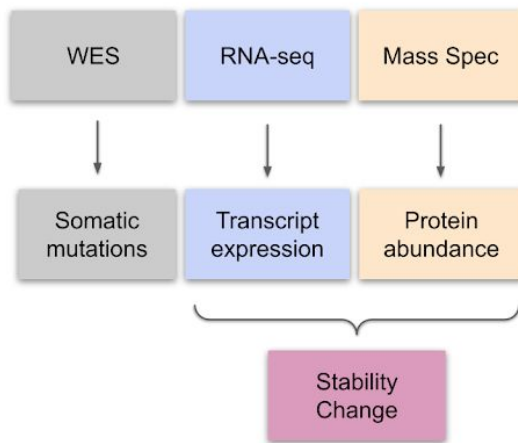 WES
RNA-seq
Mass Spec
Somatic
mutations
Transcript
expression
Protein
abundance
Stability
Change